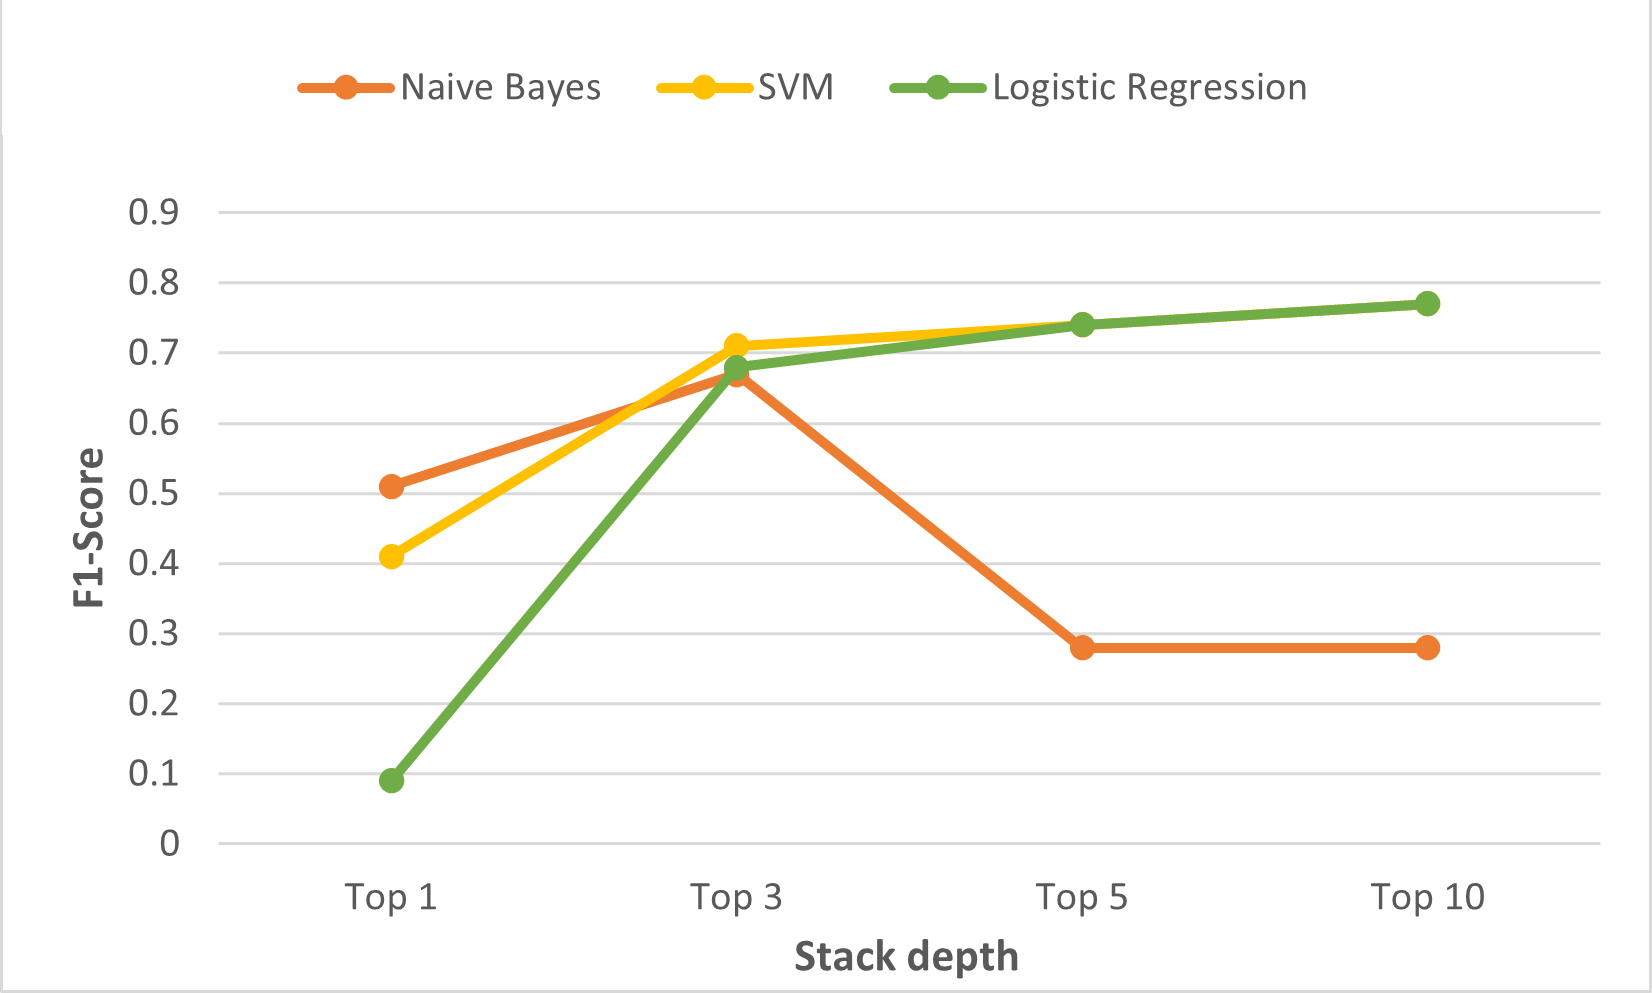 Naive Bayes SVM Logistic Regression
0.9
0.8
0.7
0.6
0.5
0.4
0.3
0.2
0.1
0
F1-Score
Top 1 Top 3 Top 5 Top 10
Stack depth